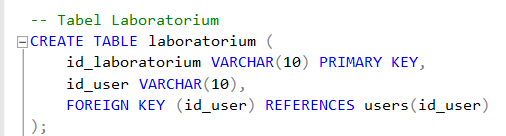 -- Tabel Laboratorium
CREATE TABLE laboratorium (
    id_laboratorium VARCHAR(10) PRIMARY KEY,
    id_user VARCHAR(10),
    FOREIGN KEY (id_user) REFERENCES users(id_user)
);